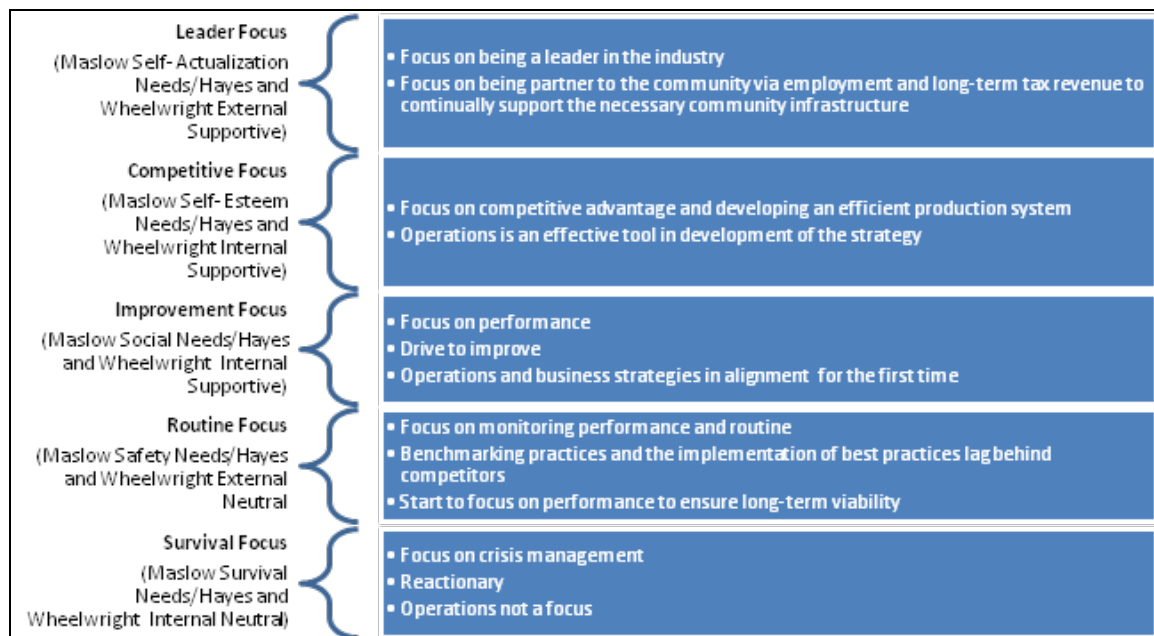 Leader Focus
(Maslow Self- Actualization
Needs/Hayes and
Wheelwright External
Supportive)
• Focus on being a leader in the industry
• Focus on being partner to the community via employment and long-term tax revenue to
continually support the necessary community infrastructure
Competitive Focus
(Maslow Self- Esteem
Needs/Hayes and
Wheelwright Internal
Supportive)
• Focus on competitive advantage and developing an efficient production system
• Operations is an effective tool in development of the strategy
Improvement Focus
(Maslow Social Needs/Hayes
and Wheelwright Internal
Supportive)
• Focus on performance
• Drive to improve
• Operations and business strategies in alignment for the first time
Routine Focus
(Maslow Safety Needs/Hayes
and Wheelwright External
Neutral
• Focus on monitoring performance and routine
• Benchmarking practices and the implementation of best practices lag behind
competitors
• Start to focus on performance to ensure long-term viability
Survival Focus
(Maslow Survival
Needs/Hayes and
Wheelwright Internal Neutral)
• Focus on crisis management
• Reactionary
• Operations not a focus